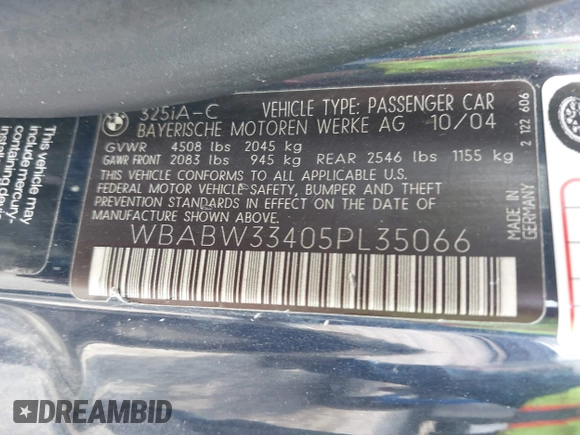 325iA-C VEHICLE TYPE: PASSENGER CAR
BAYERISCHE MOTOREN WERKE AG 10/04
GVWR 4508 lbs 2045 kg
GAWR FRONT 2083 lbs 945 kg REAR 2546 lbs 1155 kg
THIS VEHICLE CONFORMS TO ALL APPLICABLE U.S.
FEDERAL MOTOR VEHICLE SAFETY, BUMPER AND THEFT
PREVENTION STANDARDS IN EFFECT ON THE DATE OF
MANUFACTURE SHOWN ABOVE.
WBABW33405PL35066
2 122 606
MADE IN
GERMANY
This vehicle may
include mercury-
containing
DREAMBID